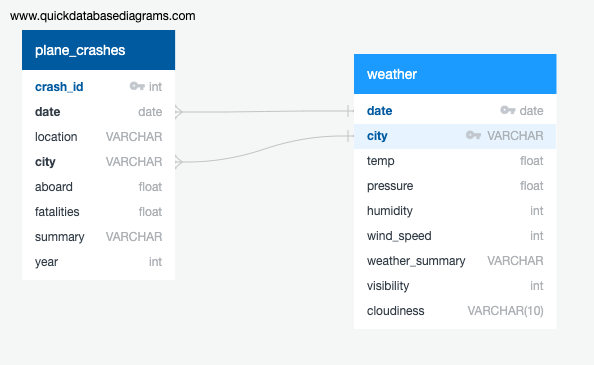 www.quickdatabasediagrams.com
plane_crashes
crash_id int
date date
location VARCHAR
city VARCHAR
aboard float
fatalities float
summary VARCHAR
year int
weather
date date
city VARCHAR
temp float
pressure float
humidity int
wind_speed int
weather_summary VARCHAR
visibility int
cloudiness VARCHAR(10)